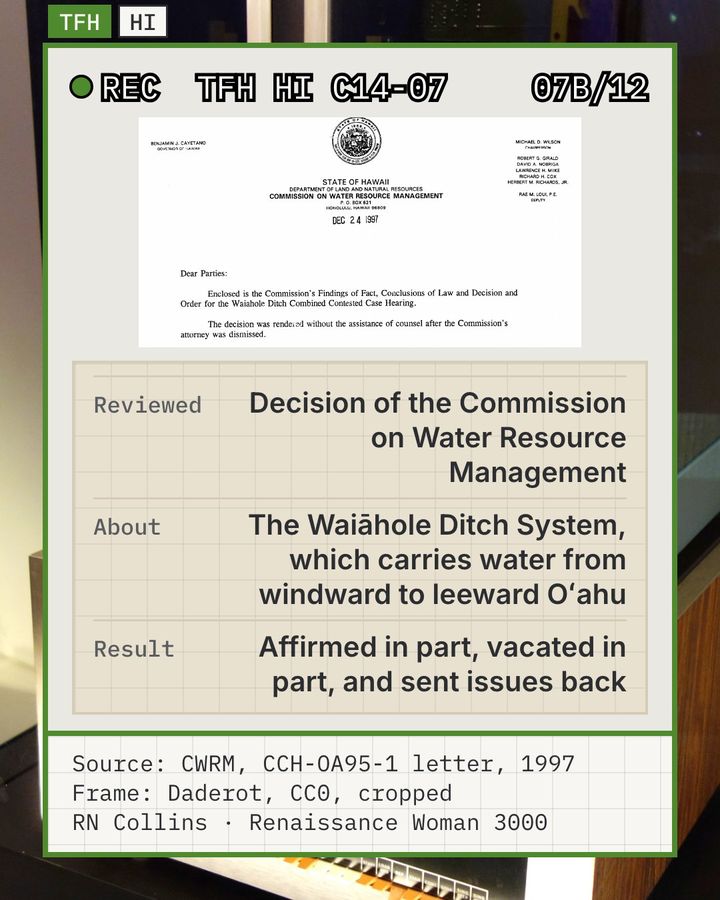 TFH HI
REC TFH HI C14-07 07B/12
BENJAMIN J. CAYETANO
GOVERNOR OF HAWAII
STATE OF HAWAII
DEPARTMENT OF LAND AND NATURAL RESOURCES
COMMISSION ON WATER RESOURCE MANAGEMENT
P. O. BOX 621
HONOLULU, HAWAII 96809
DEC 24 1997
MICHAEL D. WILSON
CHAIRPERSON
ROBERT S. GIRALD
DAVID A. NOBRIGA
LAWRENCE H. MIIKE
RICHARD H. COX
HERBERT M. RICHARDS, JR.
RAE M. LOUI, P.E.
DEPUTY
Dear Parties:
Enclosed is the Commission's Findings of Fact, Conclusions of Law and Decision and
Order for the Waiahole Ditch Combined Contested Case Hearing.
The decision was rendered without the assistance of counsel after the Commission's
attorney was dismissed.
Reviewed Decision of the Commission
on Water Resource
Management
About The Waiāhole Ditch System,
which carries water from
windward to leeward Oʻahu
Result Affirmed in part, vacated in
part, and sent issues back
Source: CWRM, CCH-OA95-1 letter, 1997
Frame: Daderot, CC0, cropped
RN Collins · Renaissance Woman 3000